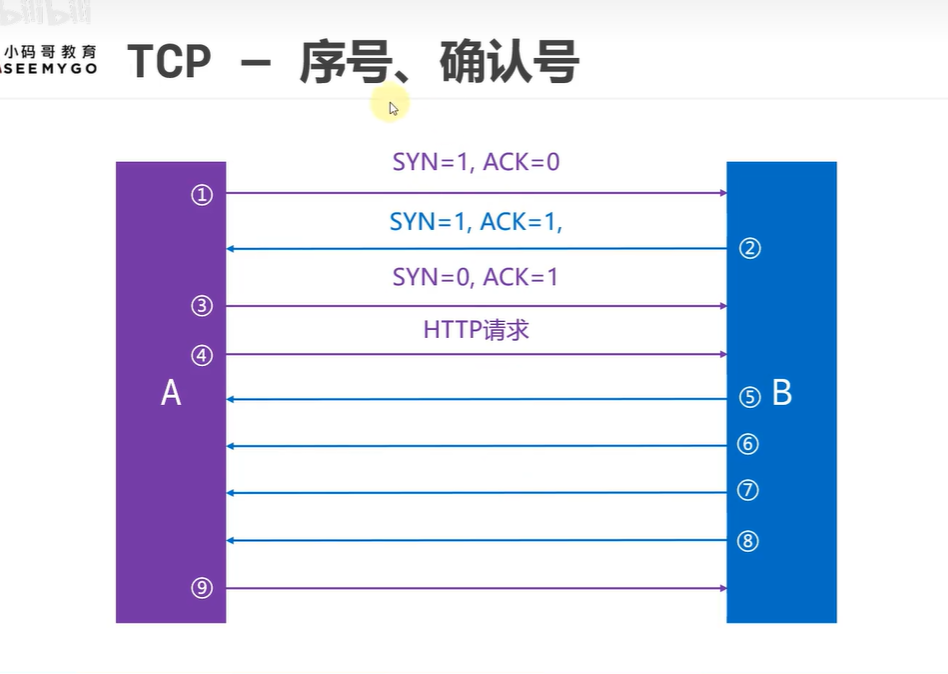 bilibili
小码哥教育
SEEMYGO
TCP – 序号、确认号
SYN=1, ACK=0
①
SYN=1, ACK=1,
②
SYN=0, ACK=1
③
HTTP请求
④
A
⑤ B
⑥
⑦
⑧
⑨